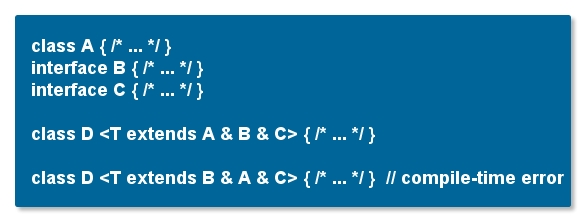 class A { /* ... */ }
interface B { /* ... */ }
interface C { /* ... */ }
class D <T extends A & B & C> { /* ... */ }
class D <T extends B & A & C> { /* ... */ }  // compile-time error